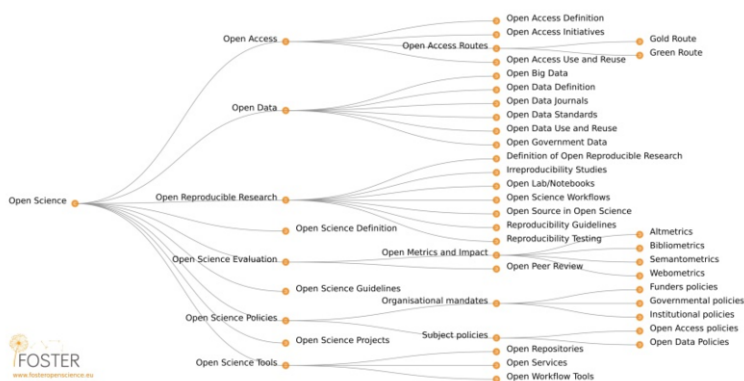 Open Science
Open Access
Open Access Definition
Open Access Initiatives
Open Access Routes
Gold Route
Green Route
Open Access Use and Reuse
Open Data
Open Big Data
Open Data Definition
Open Data Journals
Open Data Standards
Open Data Use and Reuse
Open Government Data
Open Reproducible Research
Definition of Open Reproducible Research
Irreproducibility Studies
Open Lab/Notebooks
Open Science Workflows
Open Source in Open Science
Reproducibility Guidelines
Reproducibility Testing
Open Science Definition
Open Science Evaluation
Open Metrics and Impact
Altmetrics
Bibliometrics
Semantometrics
Webometrics
Open Peer Review
Open Science Guidelines
Open Science Policies
Organisational mandates
Funders policies
Governmental policies
Institutional policies
Subject policies
Open Access policies
Open Data Policies
Open Science Projects
Open Science Tools
Open Repositories
Open Services
Open Workflow Tools
FOSTER
www.fosteropenscience.eu